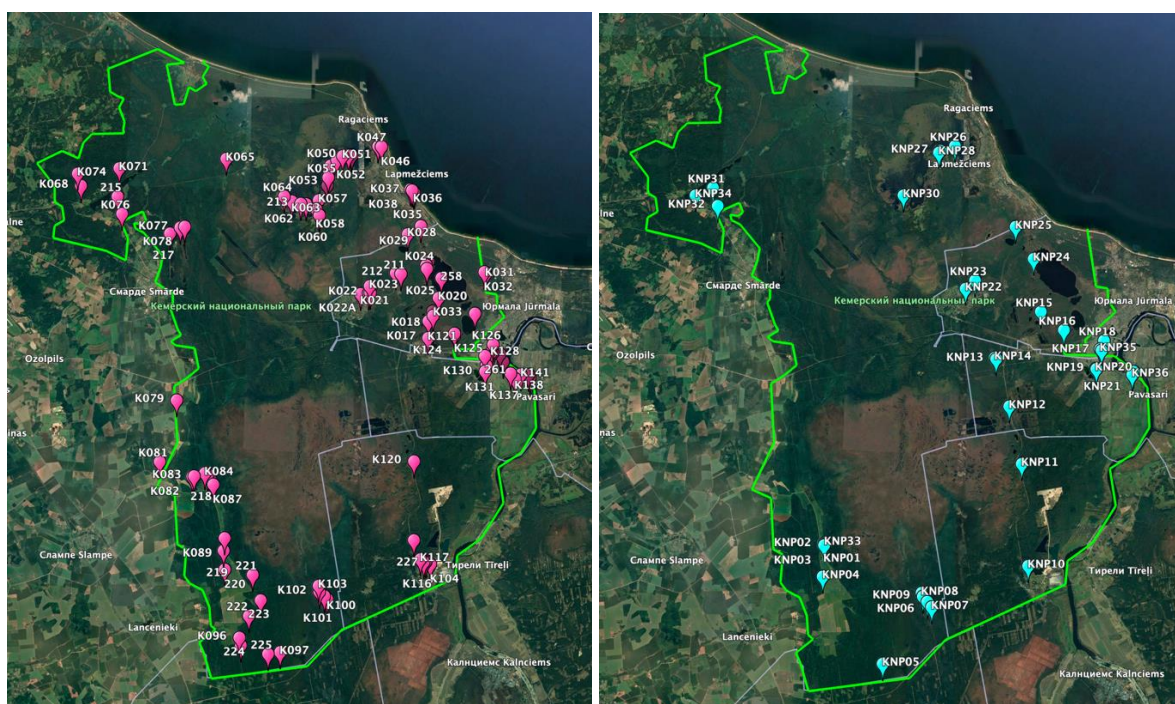 Ragaciems
K047
K050
K051
K046
K065
K055
K052
K074
K071
Lapmežciems
K053
K068
215
K064
K057
K037
K036
213
K063
K038
K076
K062
K058
K035
K077
K060
K028
K078
K029
217
K024
212
211
258
K031
K023
K025
K032
Смарде Smārde
K022
K021
K020
Кемерский национальный парк
K022A
K033
Юрмала Jūrmala
K018
K017
K121
K126
K124
K125
K128
Ozolpils
K130
261
K141
K131
K138
K137
Pavasari
K079
K081
K120
K083
K084
K082
218
K087
K089
Слампе Slampe
227
K117
219
221
Тирели Tīreļi
220
K103
K116
K104
K102
222
223
K100
K101
Lancenieki
K096
225
K097
224
Калнциемс Kalnciems
Ragaciems
KNP26
KNP27
KNP28
Lapmežciems
KNP31
KNP34
KNP30
KNP32
KNP25
KNP24
KNP23
Смарде Smārde
KNP22
Кемерский национальный парк
Юрмала Jūrmala
KNP15
KNP16
KNP18
KNP17
KNP35
KNP13
KNP14
Ozolpils
KNP19
KNP20
KNP36
KNP21
Pavasari
KNP12
KNP11
KNP02
KNP33
KNP03
KNP01
Слампе Slampe
KNP04
KNP10
Тирели Tīreļi
KNP09
KNP08
KNP06
KNP07
Lancenieki
KNP05
Калнциемс Kalnciems